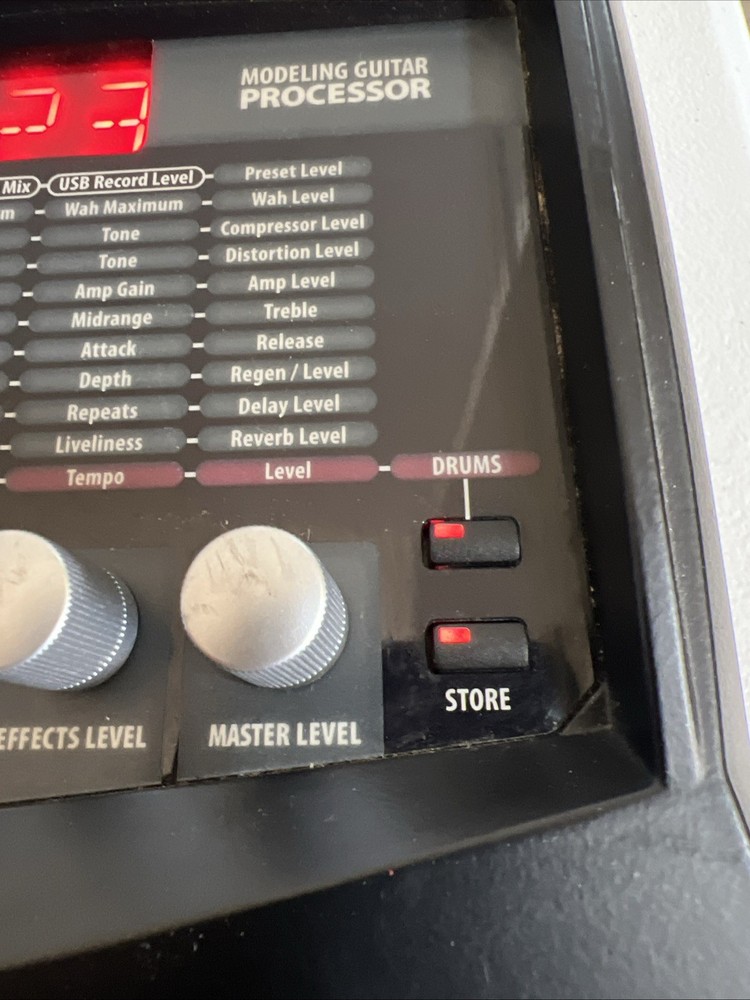 MODELING GUITAR
PROCESSOR
Mix USB Record Level Preset Level
m Wah Maximum Wah Level
Tone Compressor Level
Tone Distortion Level
Amp Gain Amp Level
Midrange Treble
Attack Release
Depth Regen / Level
Repeats Delay Level
Liveliness Reverb Level
Tempo Level DRUMS
STORE
EFFECTS LEVEL MASTER LEVEL